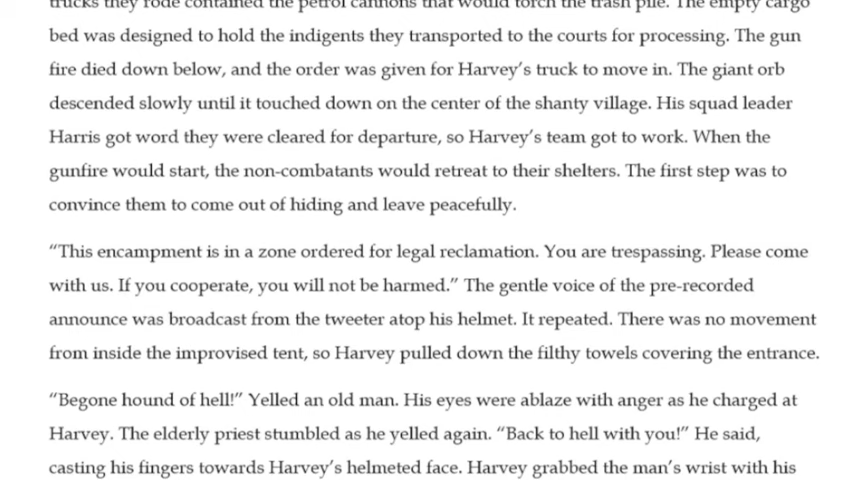 trucks they rode contained the petrol cannons that would torch the trash pile. The empty cargo
bed was designed to hold the indigents they transported to the courts for processing. The gun
fire died down below, and the order was given for Harvey’s truck to move in. The giant orb
descended slowly until it touched down on the center of the shanty village. His squad leader
Harris got word they were cleared for departure, so Harvey’s team got to work. When the
gunfire would start, the non-combatants would retreat to their shelters. The first step was to
convince them to come out of hiding and leave peacefully.
“This encampment is in a zone ordered for legal reclamation. You are trespassing. Please come
with us. If you cooperate, you will not be harmed.” The gentle voice of the pre-recorded
announce was broadcast from the tweeter atop his helmet. It repeated. There was no movement
from inside the improvised tent, so Harvey pulled down the filthy towels covering the entrance.
“Begone hound of hell!” Yelled an old man. His eyes were ablaze with anger as he charged at
Harvey. The elderly priest stumbled as he yelled again. “Back to hell with you!” He said,
casting his fingers towards Harvey’s helmeted face. Harvey grabbed the man’s wrist with his